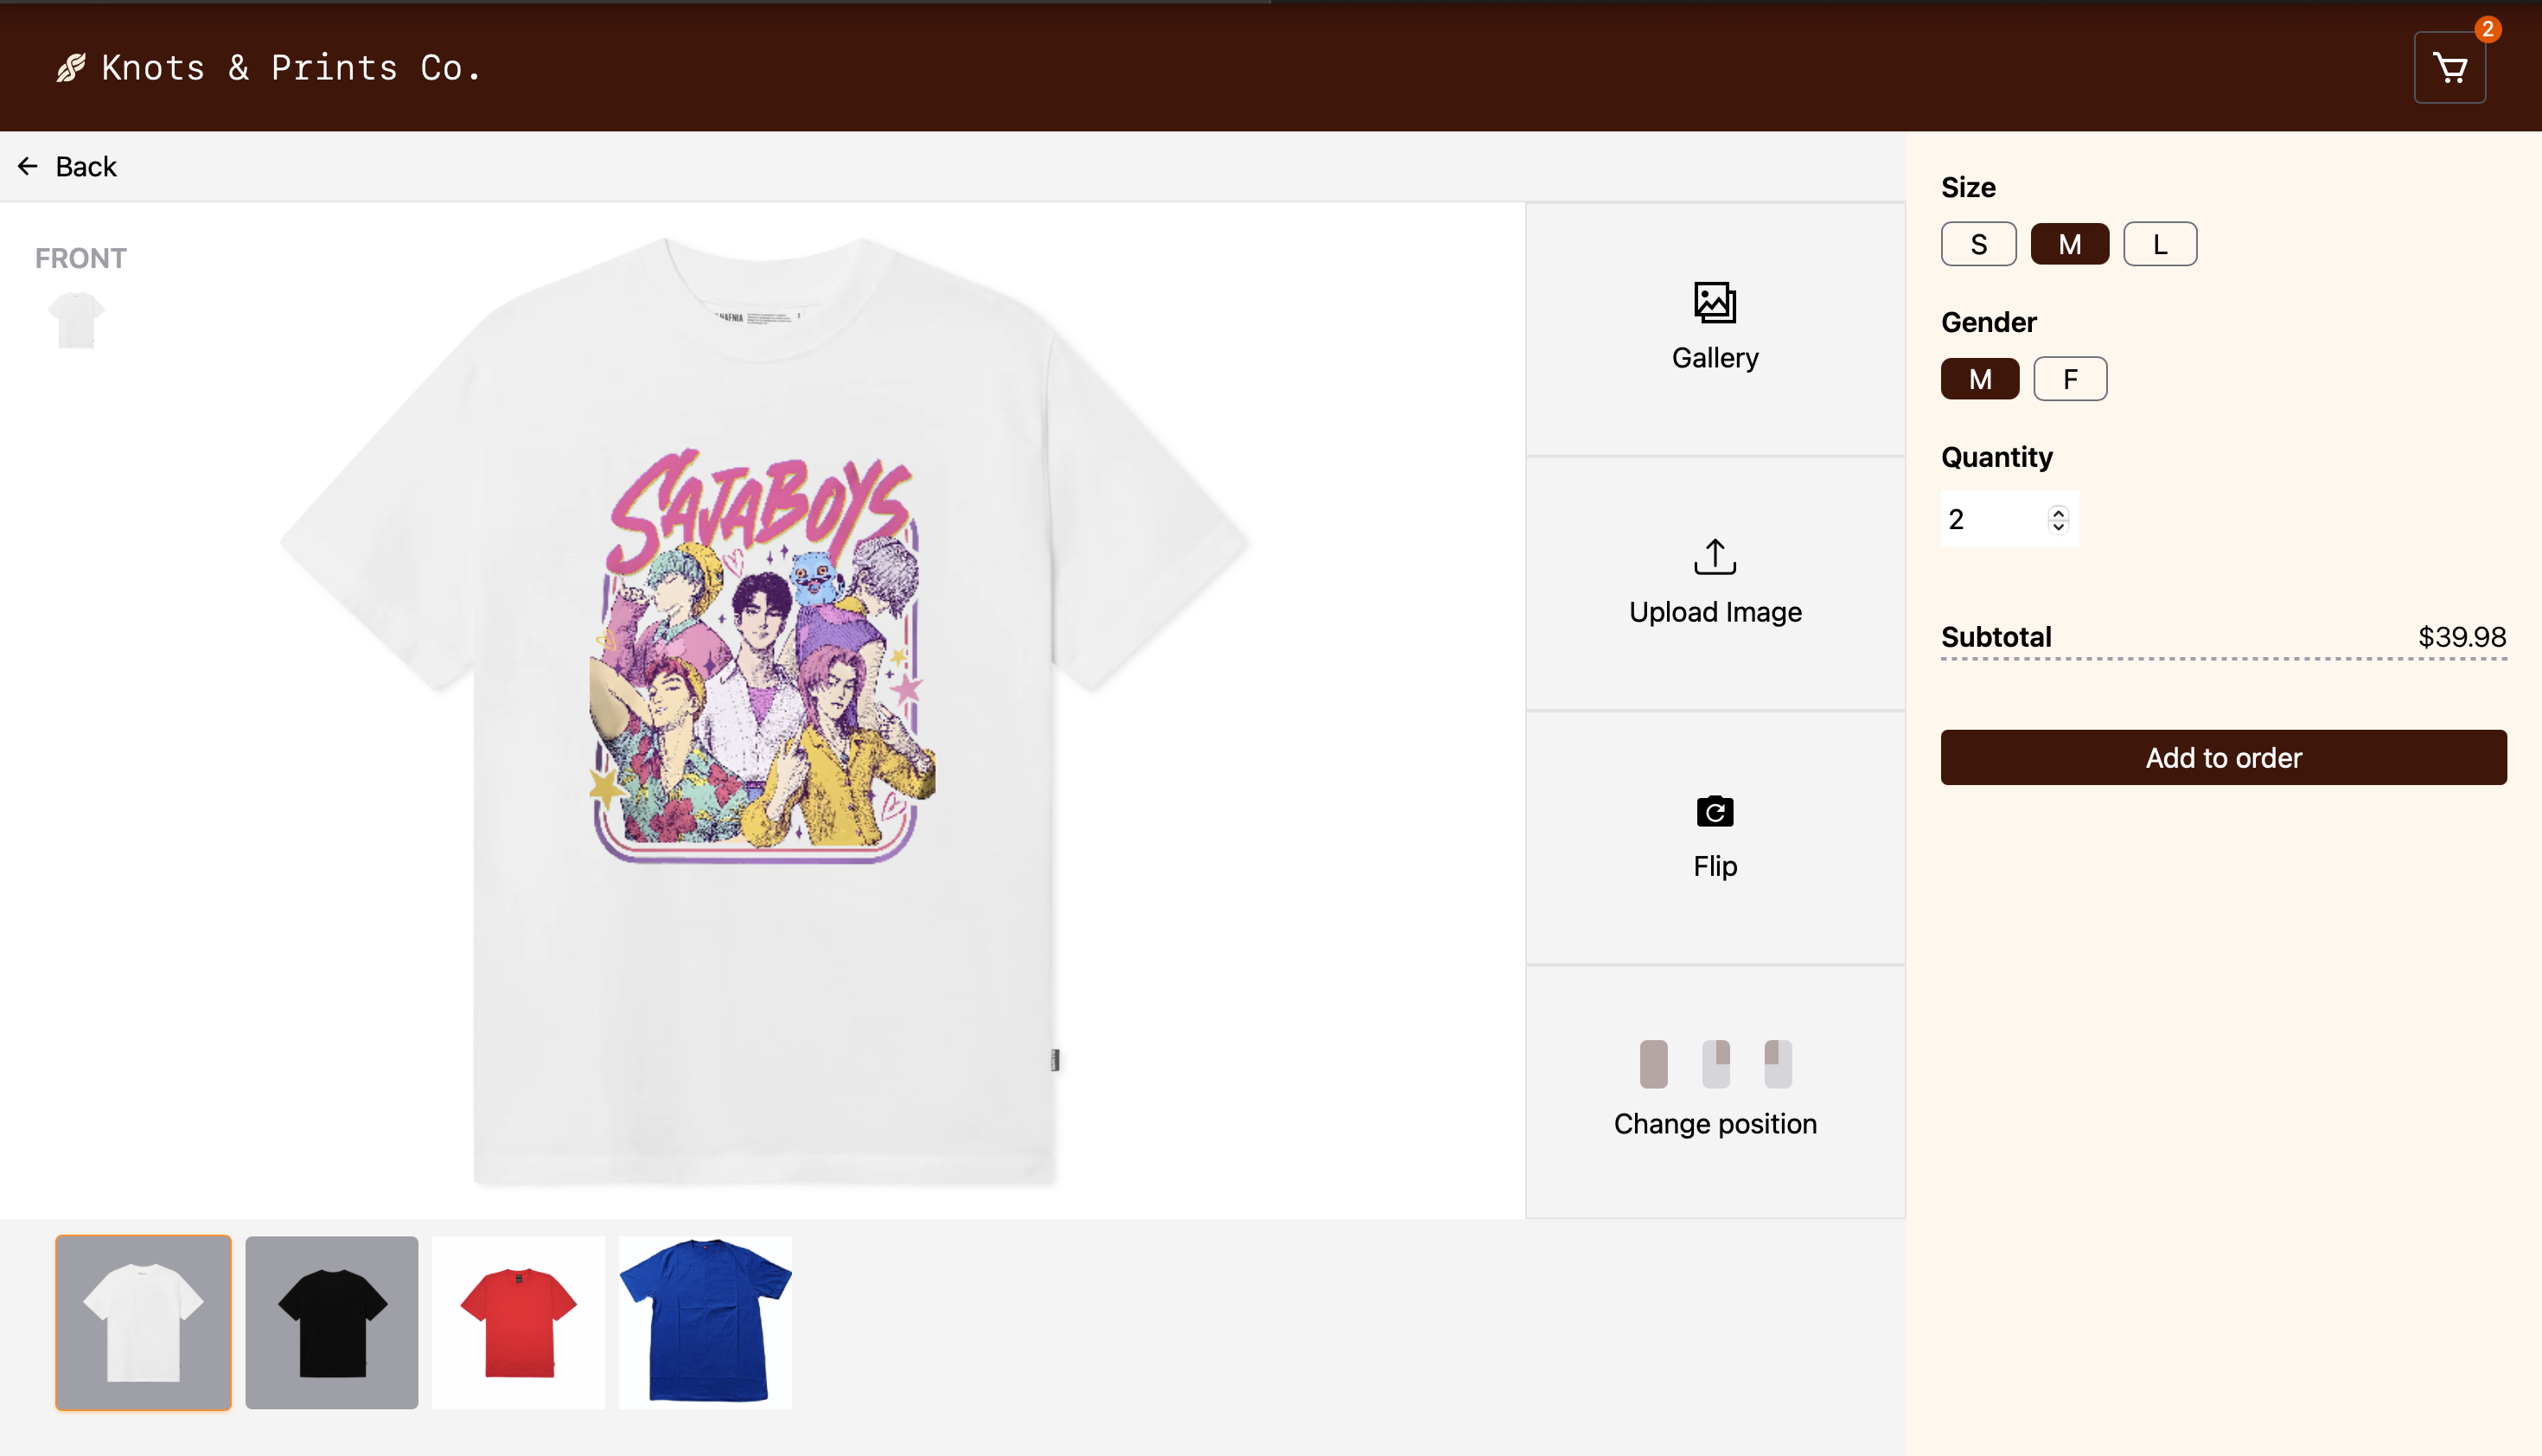 Knots & Prints Co.
2
Back
FRONT
SAJABOYS
Gallery
Upload Image
Flip
Change position
Size
S M L
Gender
M F
Quantity
2
Subtotal $39.98
Add to order